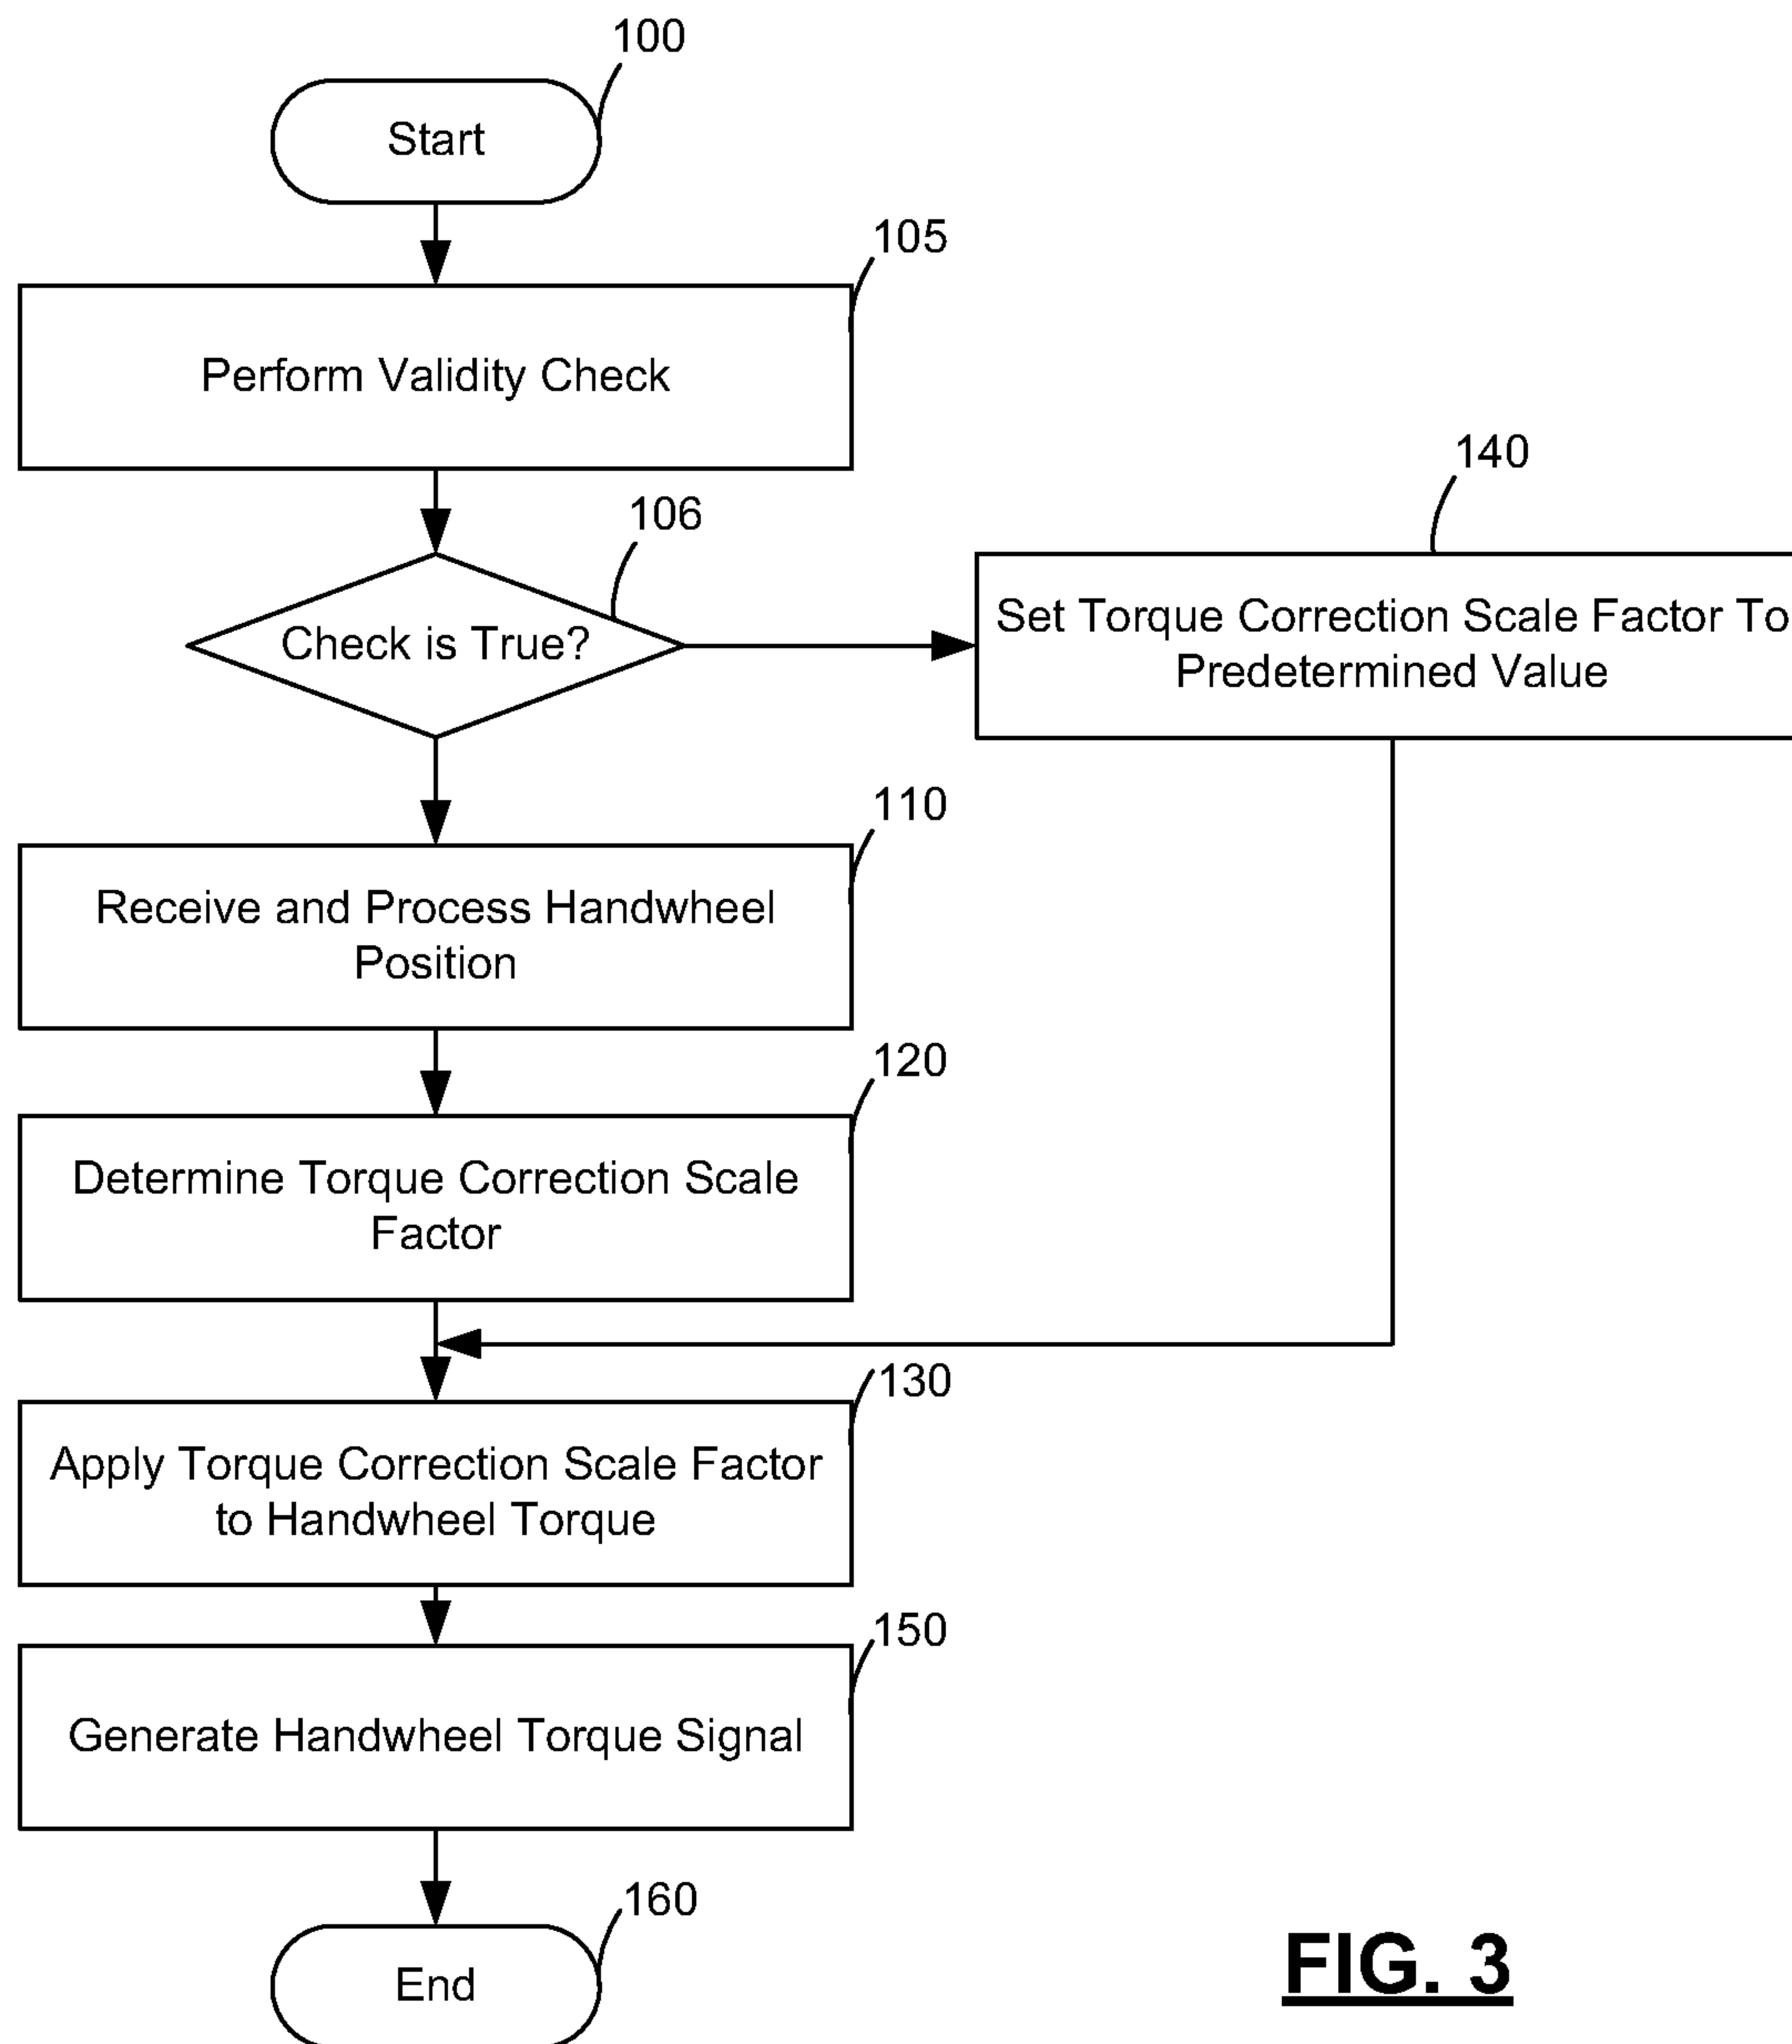 100
Start
105
Perform Validity Check
140
106
Set Torque Correction Scale Factor To
Predetermined Value
Check is True?
110
Receive and Process Handwheel
Position
120
Determine Torque Correction Scale
Factor
130
Apply Torque Correction Scale Factor
to Handwheel Torque
150
Generate Handwheel Torque Signal
160
End
FIG. 3